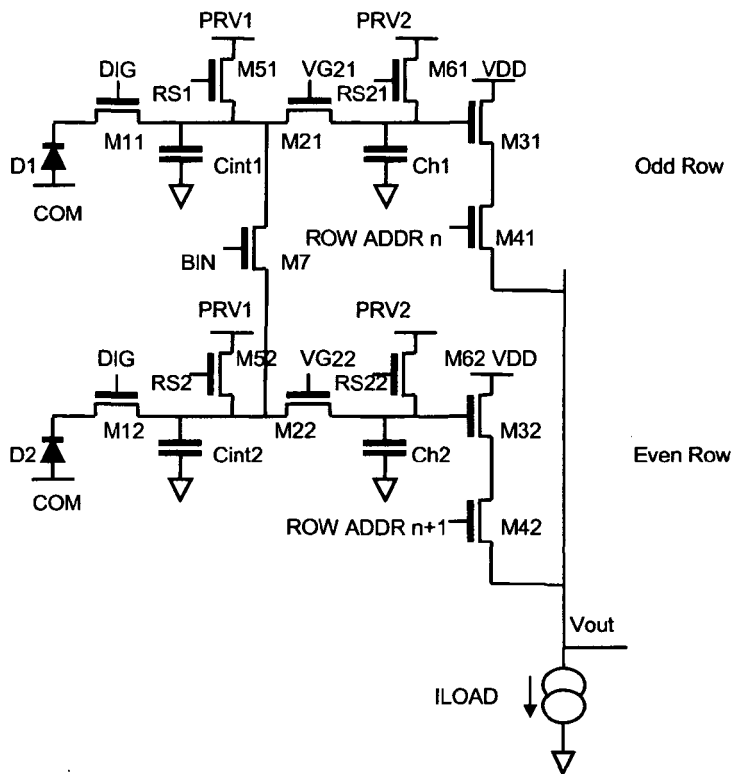 PRV1 PRV2
DIG M51 VG21 M61 VDD
RS1 RS21
M11 M21 M31
D1 Cint1 Ch1 Odd Row
COM
ROW ADDR n M41
BIN M7
PRV1 PRV2
DIG M52 VG22 M62 VDD
RS2 RS22
M12 M22 M32
D2 Cint2 Ch2 Even Row
COM
ROW ADDR n+1 M42
Vout
ILOAD